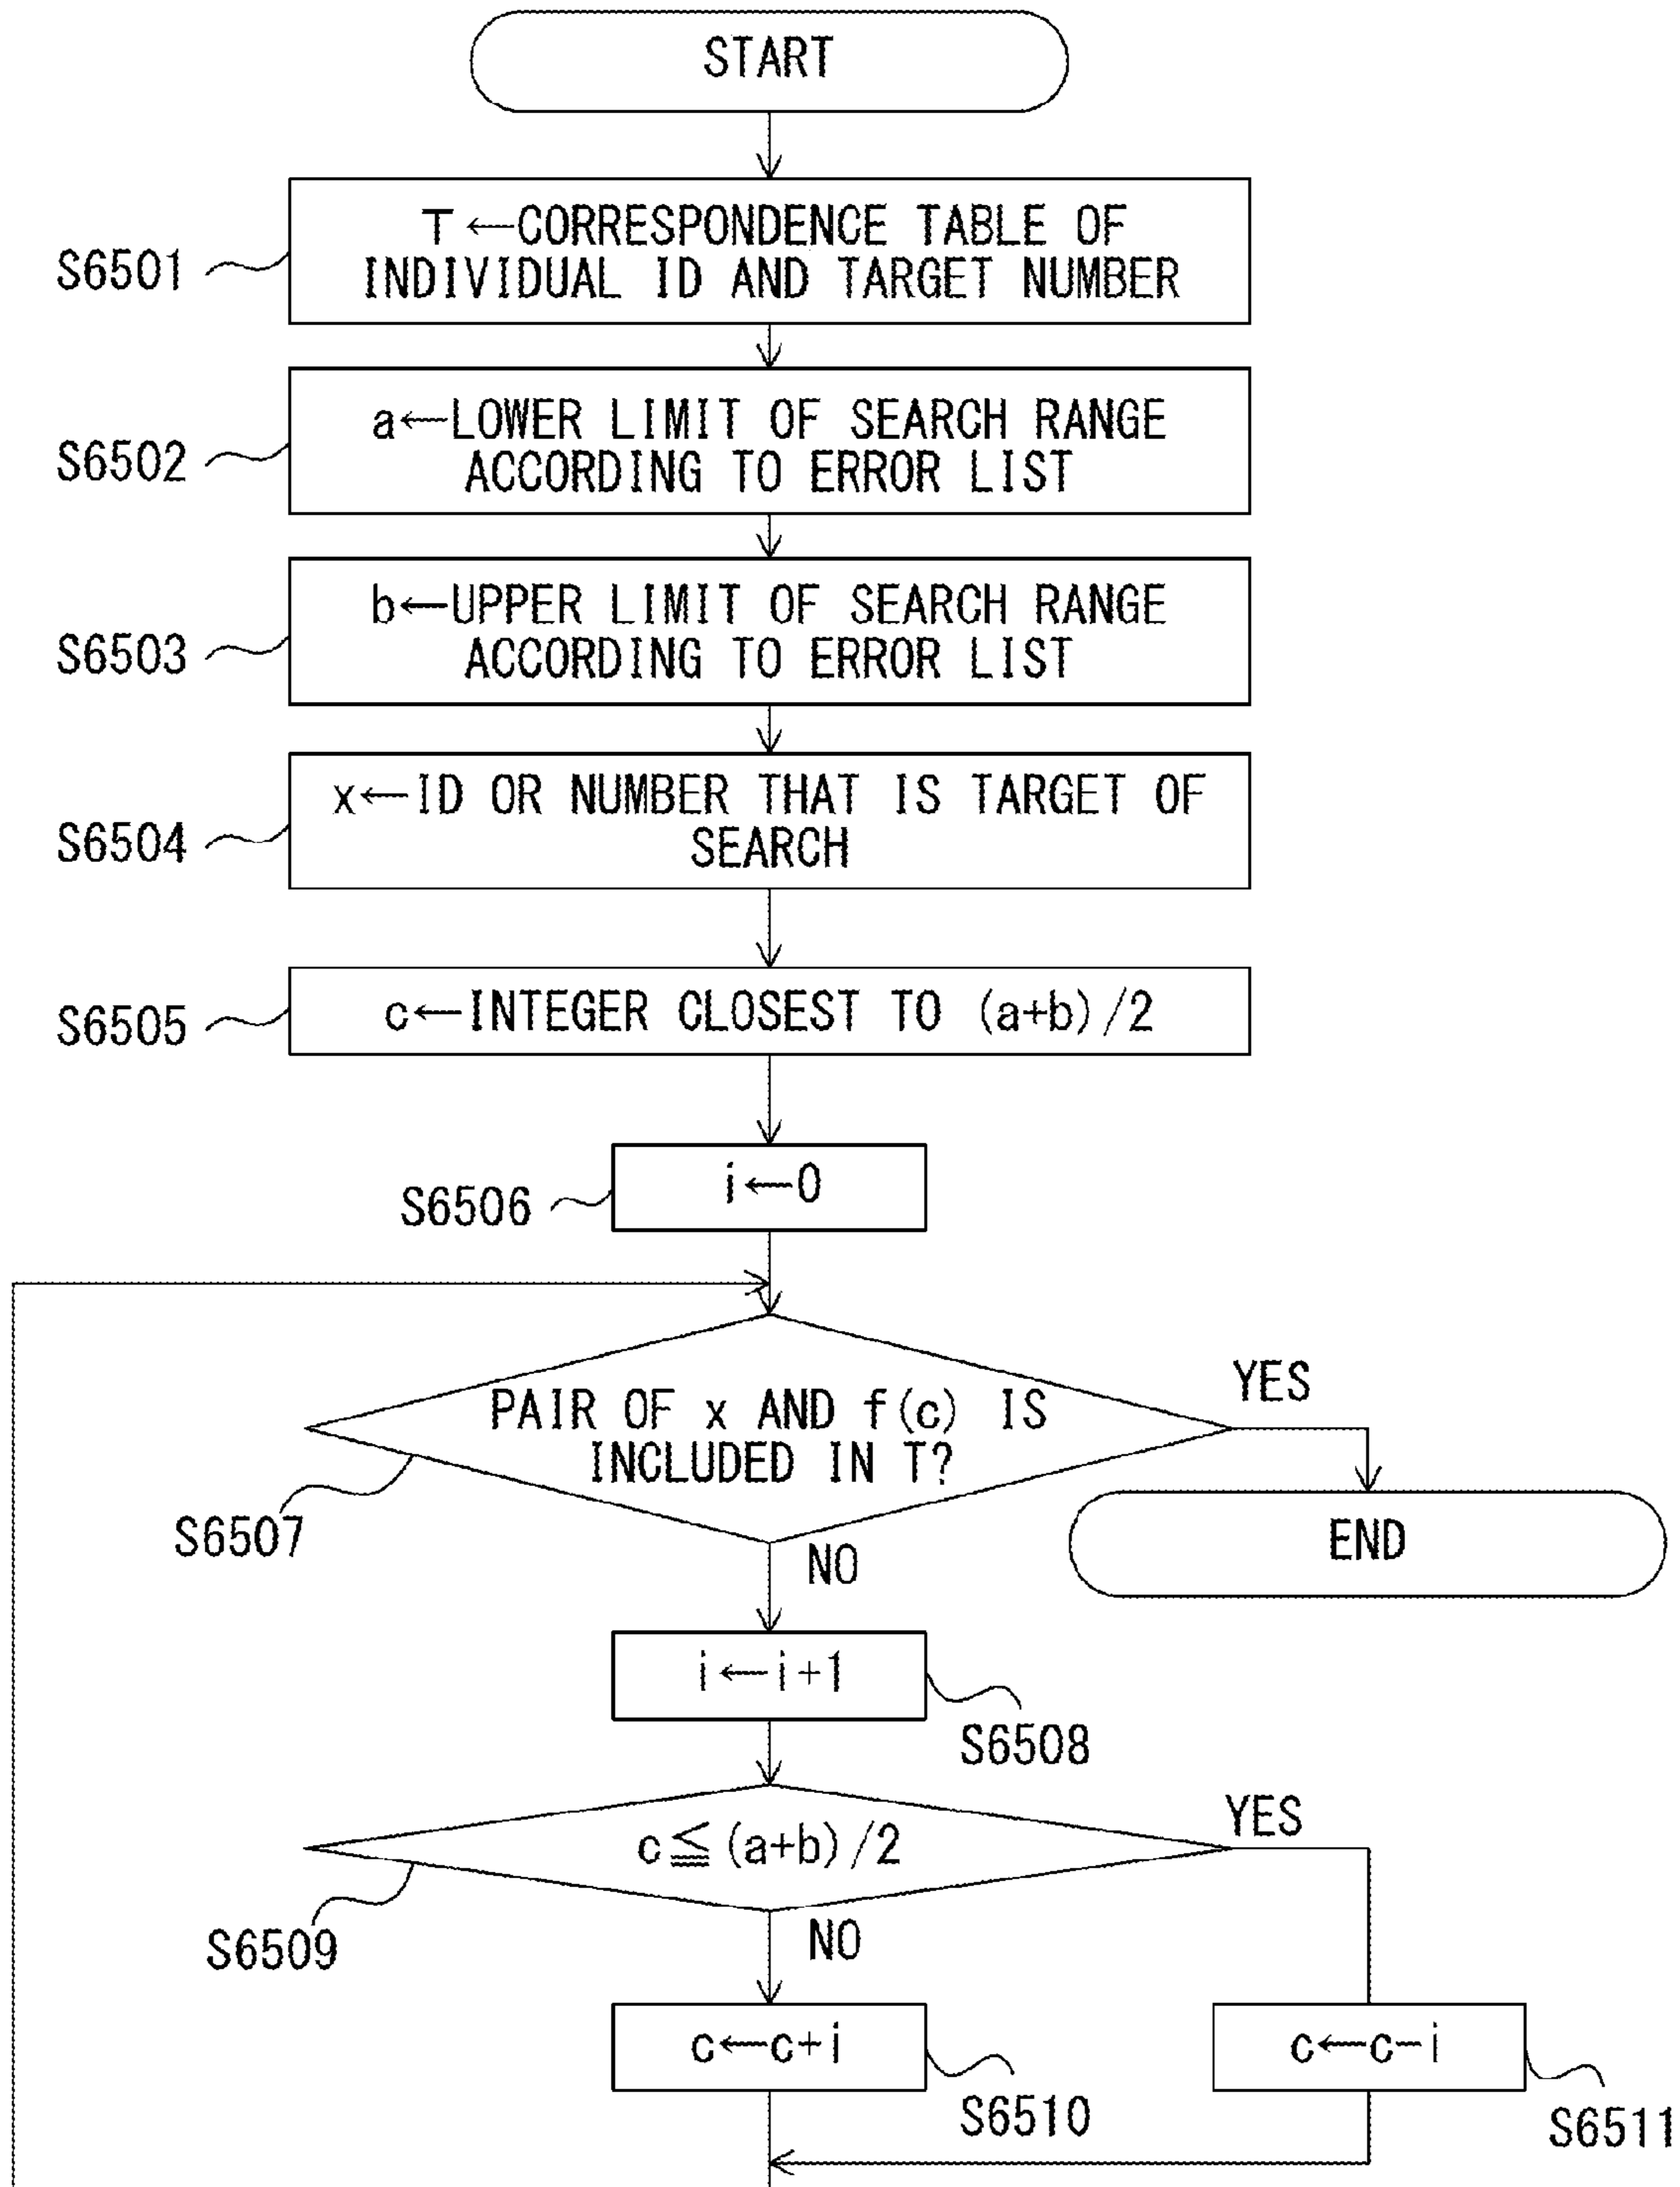 START
S6501
T←CORRESPONDENCE TABLE OF
INDIVIDUAL ID AND TARGET NUMBER
S6502
a←LOWER LIMIT OF SEARCH RANGE
ACCORDING TO ERROR LIST
S6503
b←UPPER LIMIT OF SEARCH RANGE
ACCORDING TO ERROR LIST
S6504
x←ID OR NUMBER THAT IS TARGET OF
SEARCH
S6505
c←INTEGER CLOSEST TO (a+b)/2
S6506
i←0
PAIR OF x AND f(c) IS
INCLUDED IN T?
YES
S6507
END
NO
i←i+1
S6508
c≦(a+b)/2
YES
S6509
NO
c←c+i
S6510
c←c-i
S6511